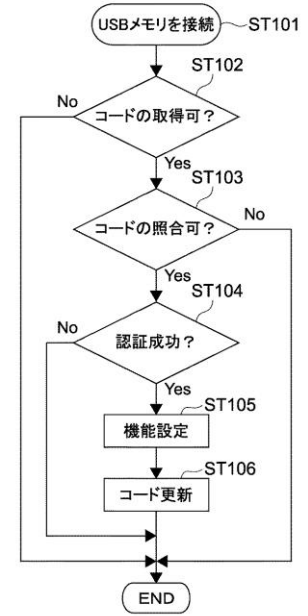 USBメモリを接続 ST101
ST102
No
コードの取得可？
Yes
ST103
No
コードの照合可？
Yes
ST104
No
認証成功？
Yes
ST105
機能設定
ST106
コード更新
END